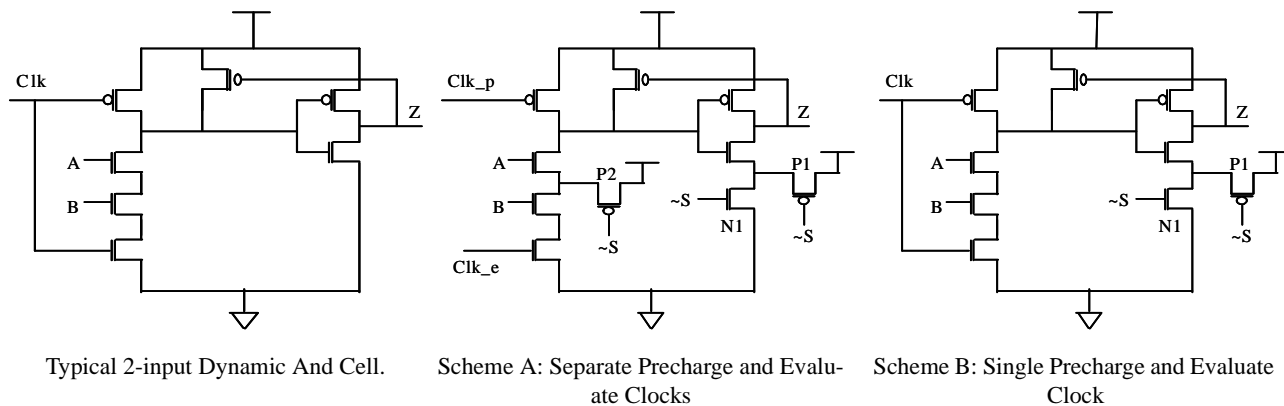 Clk
A
B
Z
Typical 2-input Dynamic And Cell.
Clk_p
A
B
Clk_e
P2
~S
Z
P1
~S
N1
~S
Scheme A: Separate Precharge and Evalu-
ate Clocks
Clk
A
B
Z
P1
~S
N1
~S
Scheme B: Single Precharge and Evaluate
Clock